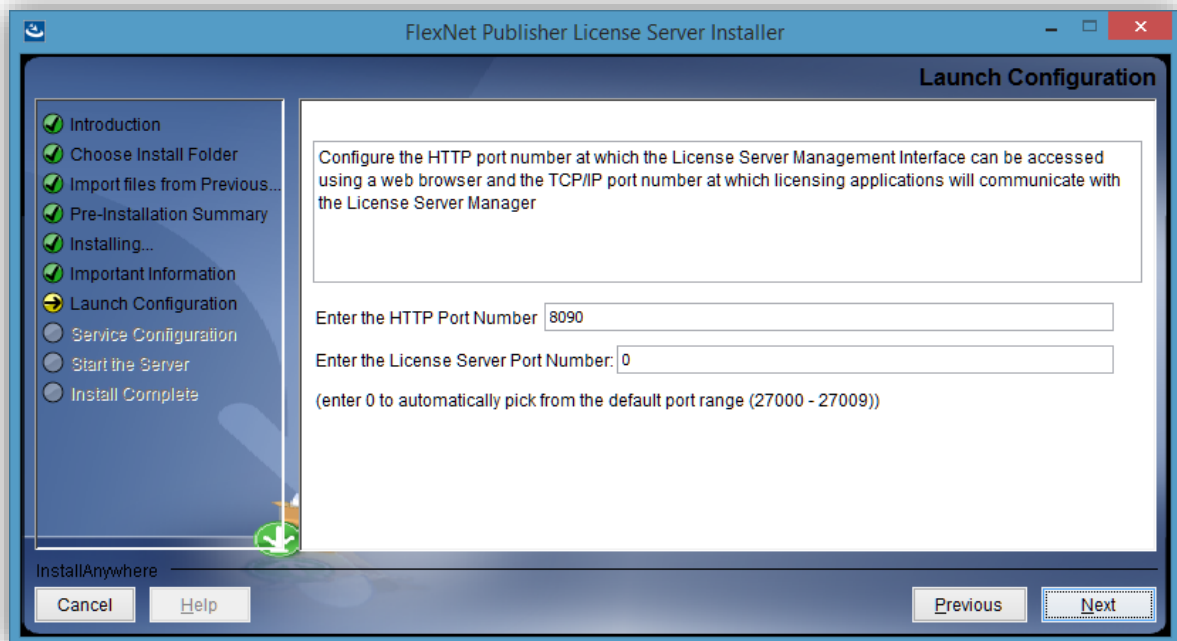 FlexNet Publisher License Server Installer
Launch Configuration
Introduction
Choose Install Folder
Import files from Previous...
Pre-Installation Summary
Installing...
Important Information
Launch Configuration
Service Configuration
Start the Server
Install Complete
Configure the HTTP port number at which the License Server Management Interface can be accessed
using a web browser and the TCP/IP port number at which licensing applications will communicate with
the License Server Manager
Enter the HTTP Port Number 8090
Enter the License Server Port Number: 0
(enter 0 to automatically pick from the default port range (27000 - 27009))
InstallAnywhere
Cancel Help Previous Next